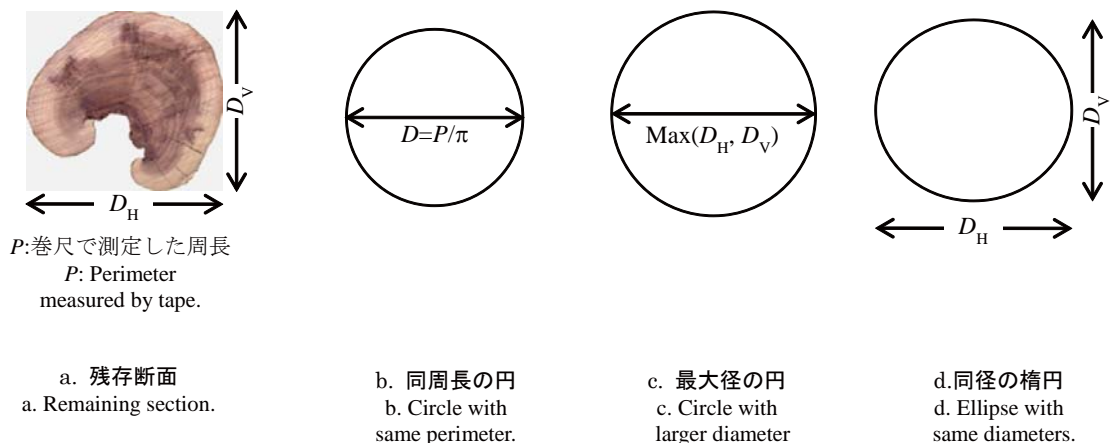 D_V
D_H
P:巻尺で測定した周長
P: Perimeter
measured by tape.
a. 残存断面
a. Remaining section.
D=P/π
b. 同周長の円
b. Circle with
same perimeter.
Max(D_H, D_V)
c. 最大径の円
c. Circle with
larger diameter
D_V
D_H
d.同径の楕円
d. Ellipse with
same diameters.